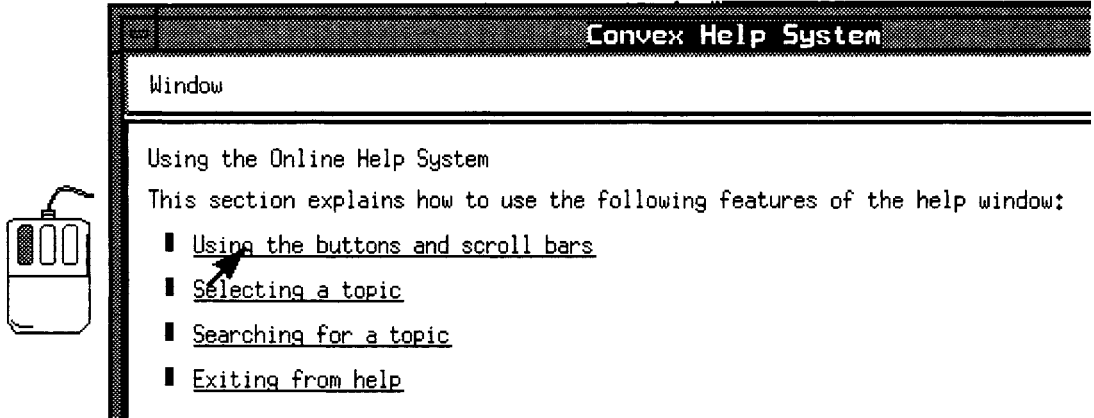 Convex Help System
Window
Using the Online Help System
This section explains how to use the following features of the help window:
Using the buttons and scroll bars
Selecting a topic
Searching for a topic
Exiting from help